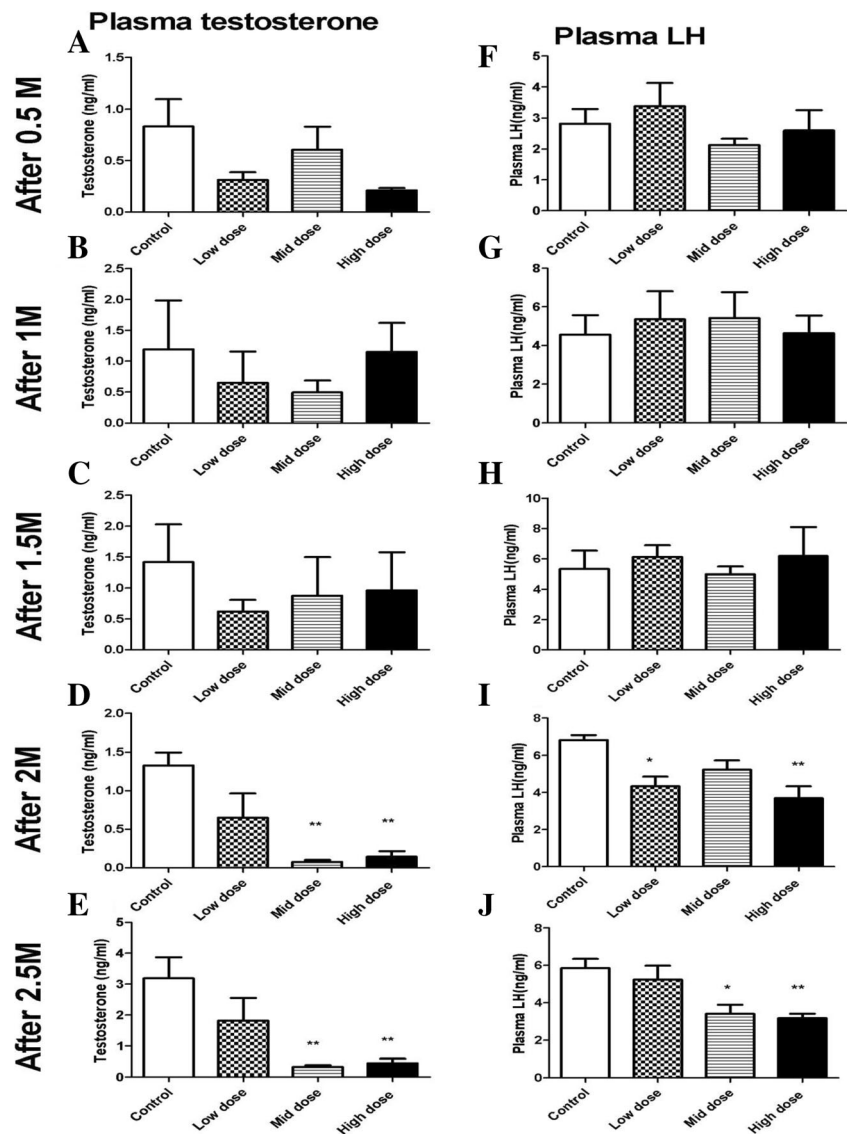 Plasma testosterone
Plasma LH
After 0.5 M
A
Testosterone (ng/ml)
1.5
1.0
0.5
0.0
Control
Low dose
Mid dose
High dose
F
Plasma LH(ng/ml)
6
4
2
0
Control
Low dose
Mid dose
High dose
After 1M
B
Testosterone (ng/ml)
2.5
2.0
1.5
1.0
0.5
0.0
Control
Low dose
Mid dose
High dose
G
Plasma LH(ng/ml)
8
6
4
2
0
Control
Low dose
Mid dose
High dose
After 1.5M
C
Testosterone (ng/ml)
2.5
2.0
1.5
1.0
0.5
0.0
Control
Low dose
Mid dose
High dose
H
Plasma LH(ng/ml)
10
8
6
4
2
0
Control
Low dose
Mid dose
High dose
After 2M
D
Testosterone (ng/ml)
2.0
1.5
1.0
0.5
0.0
** **
Control
Low dose
Mid dose
High dose
I
Plasma LH(ng/ml)
8
6
4
2
0
* **
Control
Low dose
Mid dose
High dose
After 2.5M
E
Testosterone (ng/ml)
5
4
3
2
1
0
** **
Control
Low dose
Mid dose
High dose
J
Plasma LH(ng/ml)
8
6
4
2
0
* **
Control
Low dose
Mid dose
High dose